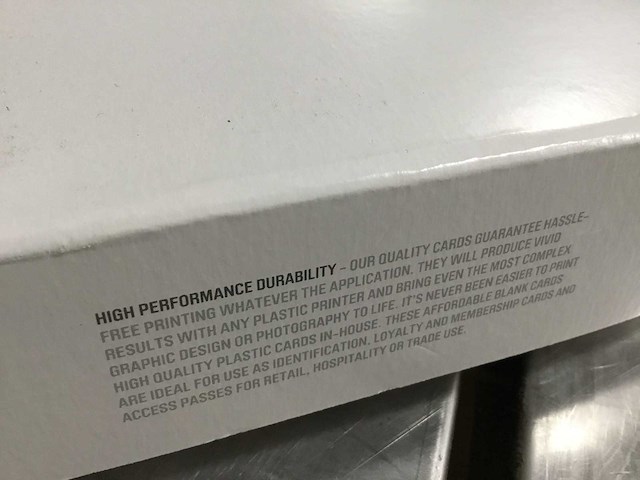 HIGH PERFORMANCE DURABILITY - OUR QUALITY CARDS GUARANTEE HASSLE-
FREE PRINTING WHATEVER THE APPLICATION. THEY WILL PRODUCE VIVID
RESULTS WITH ANY PLASTIC PRINTER AND BRING EVEN THE MOST COMPLEX
GRAPHIC DESIGN OR PHOTOGRAPHY TO LIFE. IT'S NEVER BEEN EASIER TO PRINT
HIGH QUALITY PLASTIC CARDS IN-HOUSE. THESE AFFORDABLE BLANK CARDS
ARE IDEAL FOR USE AS IDENTIFICATION, LOYALTY AND MEMBERSHIP CARDS AND
ACCESS PASSES FOR RETAIL, HOSPITALITY OR TRADE USE.